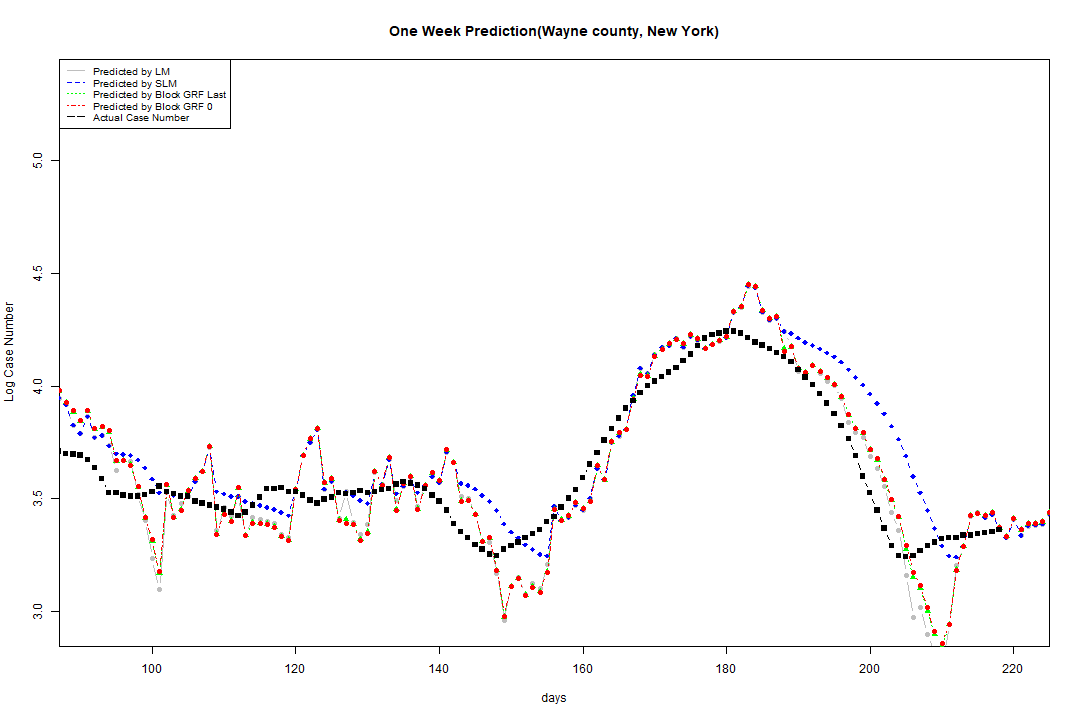 One Week Prediction(Wayne county, New York)
Predicted by LM
Predicted by SLM
Predicted by Block GRF Last
Predicted by Block GRF 0
Actual Case Number
5.0
4.5
4.0
3.5
3.0
Log Case Number
100 120 140 160 180 200 220
days